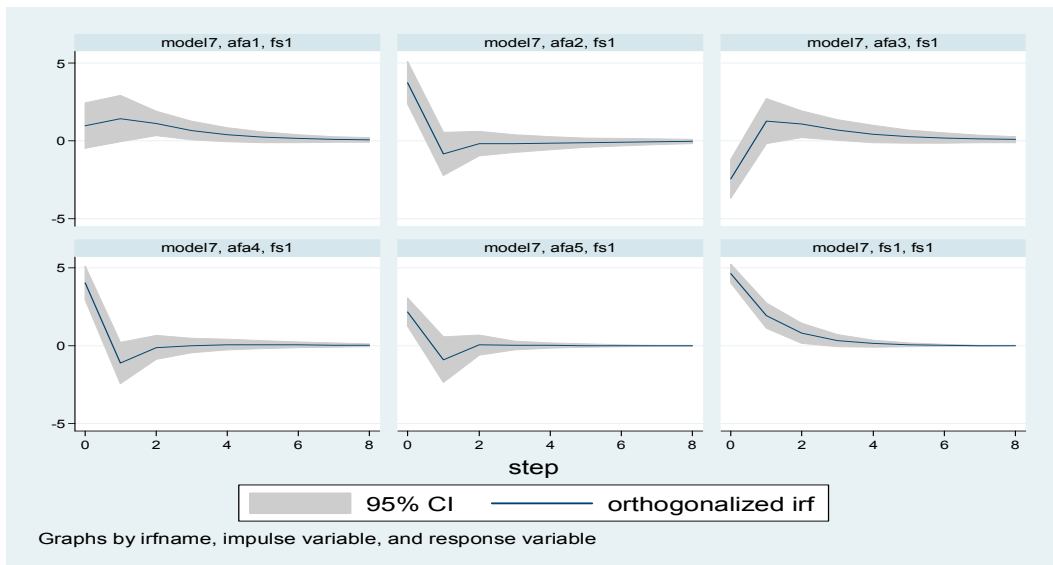 model7, afa1, fs1
model7, afa2, fs1
model7, afa3, fs1
5
0
-5
model7, afa4, fs1
model7, afa5, fs1
model7, fs1, fs1
5
0
-5
0 2 4 6 8
0 2 4 6 8
0 2 4 6 8
step
95% CI
orthogonalized irf
Graphs by irfname, impulse variable, and response variable